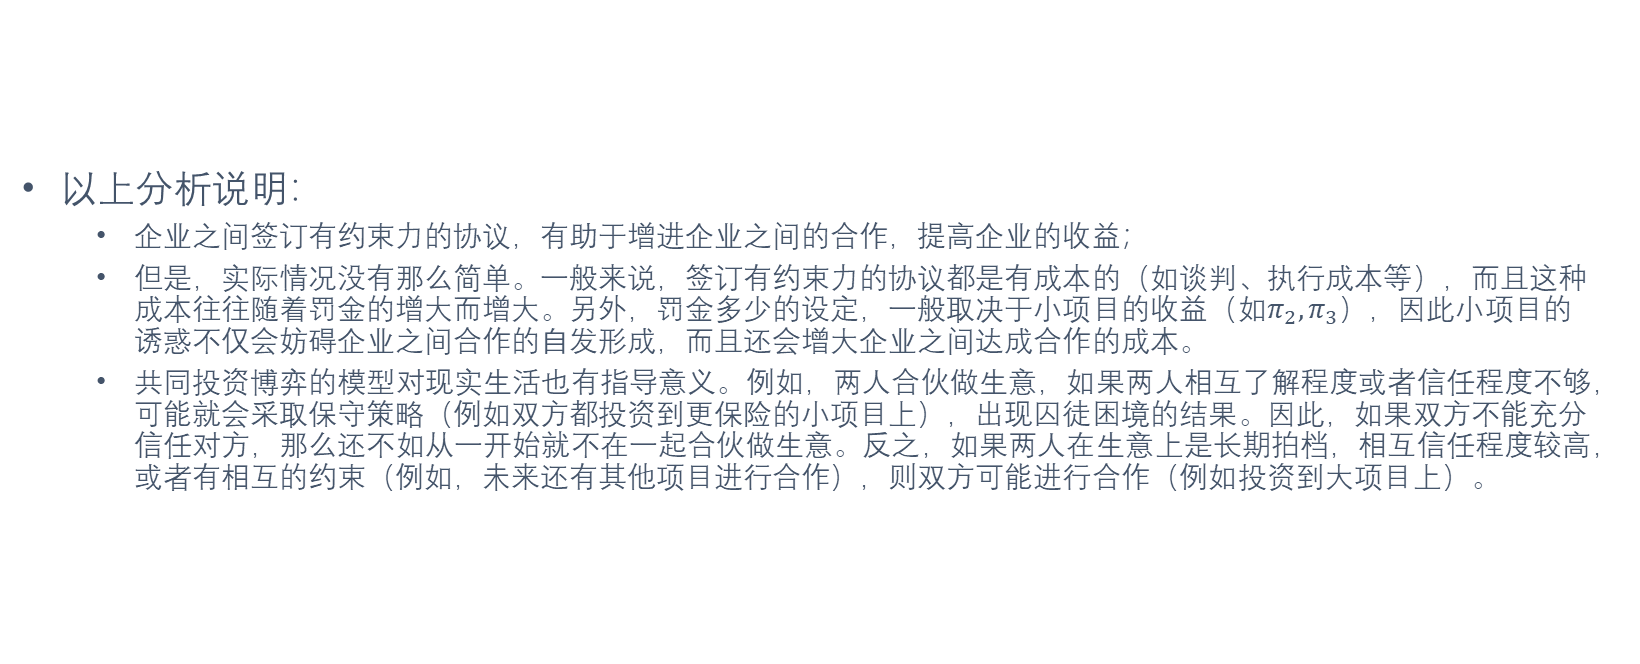 • 以上分析说明：
• 企业之间签订有约束力的协议，有助于增进企业之间的合作，提高企业的收益；
• 但是，实际情况没有那么简单。一般来说，签订有约束力的协议都是有成本的（如谈判、执行成本等），而且这种
成本往往随着罚金的增大而增大。另外，罚金多少的设定，一般取决于小项目的收益（如π₂,π₃），因此小项目的
诱惑不仅会妨碍企业之间合作的自发形成，而且还会增大企业之间达成合作的成本。
• 共同投资博弈的模型对现实生活也有指导意义。例如，两人合伙做生意，如果两人相互了解程度或者信任程度不够，
可能就会采取保守策略（例如双方都投资到更保险的小项目上），出现囚徒困境的结果。因此，如果双方不能充分
信任对方，那么还不如从一开始就不在一起合伙做生意。反之，如果两人在生意上是长期拍档，相互信任程度较高，
或者有相互的约束（例如，未来还有其他项目进行合作），则双方可能进行合作（例如投资到大项目上）。